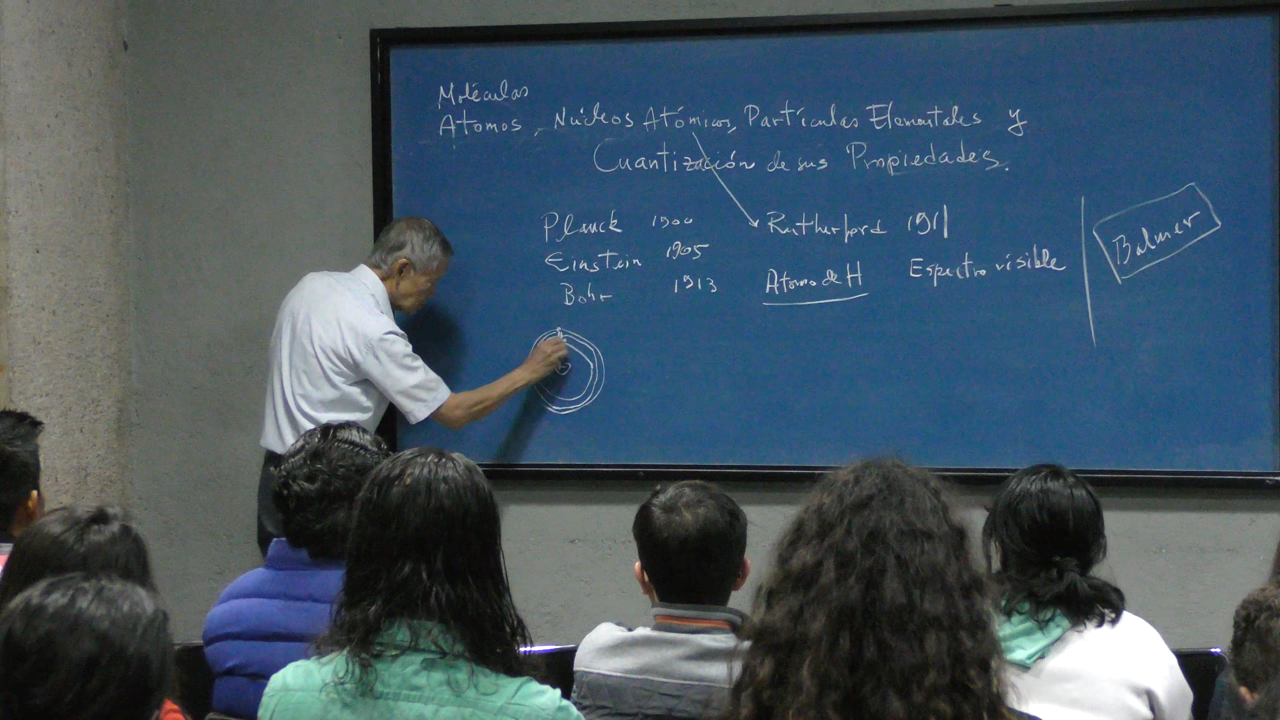 Moléculas
Atomos, Núcleos Atómicos, Partículas Elementales y
Cuantización de sus Propiedades.
Planck 1900 Rutherford 1911
Einstein 1905
Bohr 1913 Atomo de H Espectro visible
Balmer